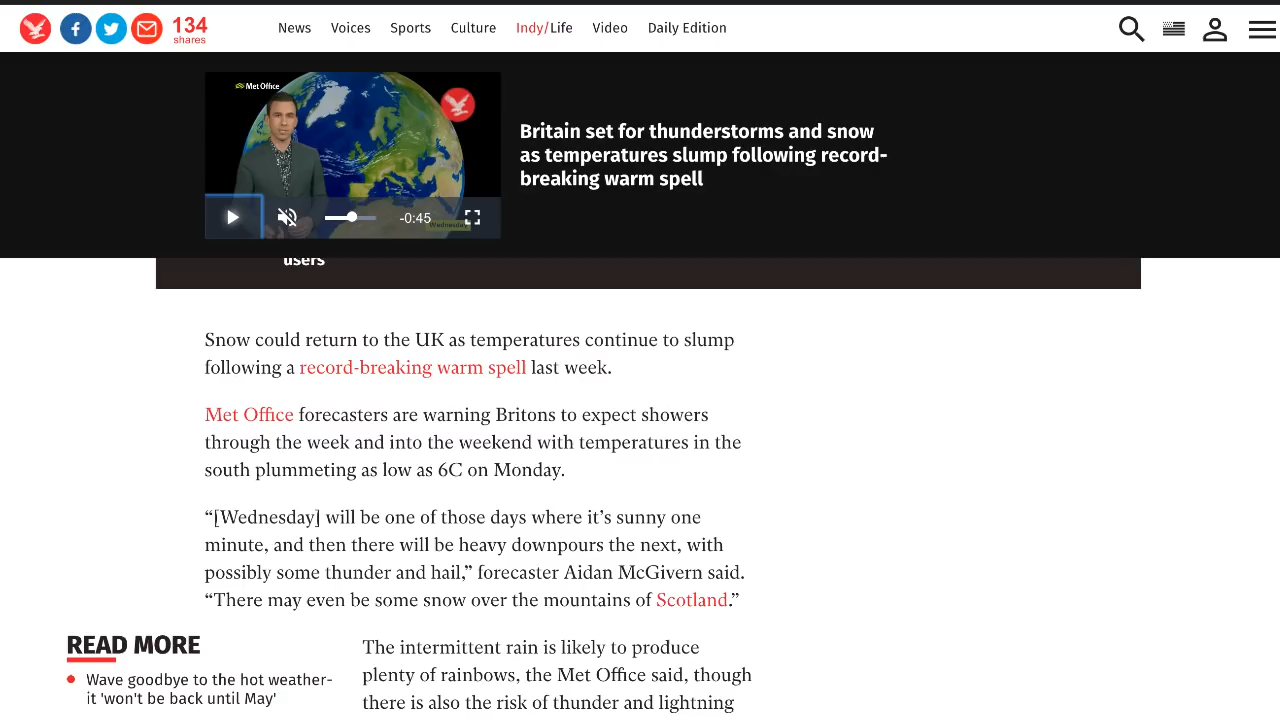 134
shares
News Voices Sports Culture Indy/Life Video Daily Edition
Met Office
Britain set for thunderstorms and snow
as temperatures slump following record-
breaking warm spell
-0:45
Wednesday
users
Snow could return to the UK as temperatures continue to slump
following a record-breaking warm spell last week.
Met Office forecasters are warning Britons to expect showers
through the week and into the weekend with temperatures in the
south plummeting as low as 6C on Monday.
“[Wednesday] will be one of those days where it’s sunny one
minute, and then there will be heavy downpours the next, with
possibly some thunder and hail,” forecaster Aidan McGivern said.
“There may even be some snow over the mountains of Scotland.”
READ MORE
Wave goodbye to the hot weather-
it 'won't be back until May'
The intermittent rain is likely to produce
plenty of rainbows, the Met Office said, though
there is also the risk of thunder and lightning